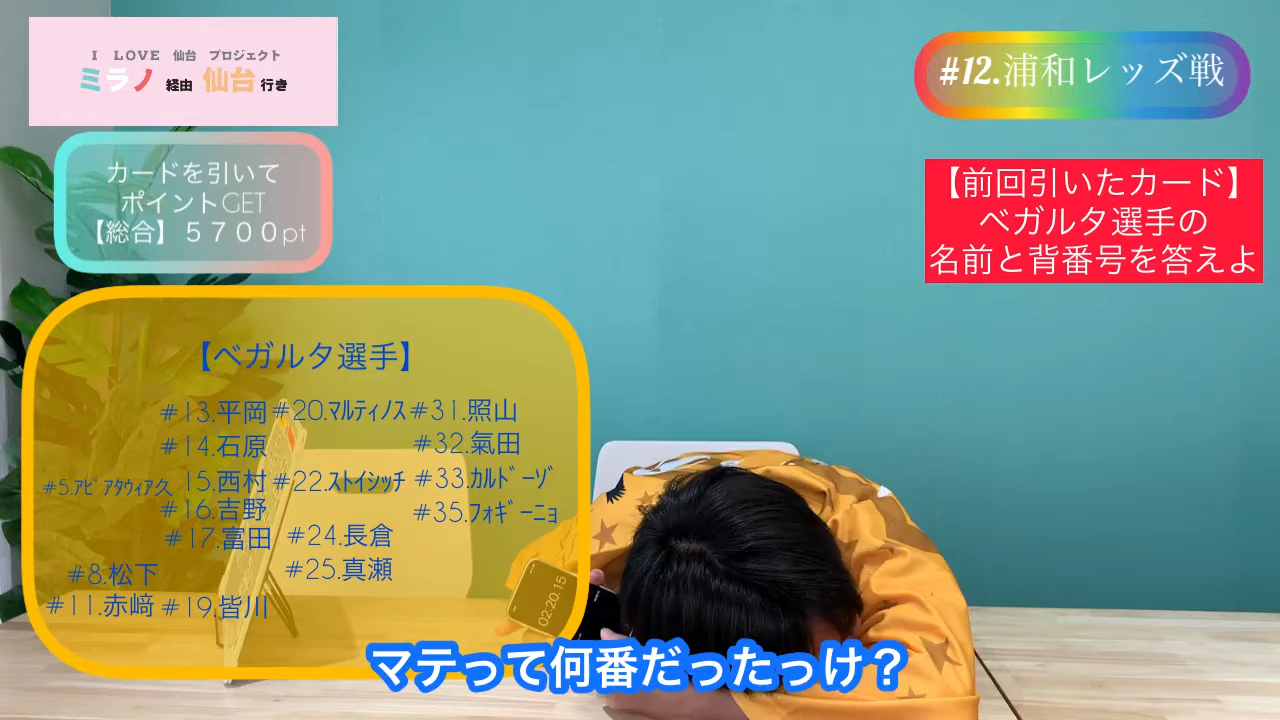 I LOVE 仙台 プロジェクト
ミラノ 経由 仙台 行き
#12.浦和レッズ戦
カードを引いて
ポイントGET
【総合】５７００pt
【前回引いたカード】
ベガルタ選手の
名前と背番号を答えよ
【ベガルタ選手】
#13.平岡 #20.ﾏﾙﾃｨﾉｽ #31.照山
#14.石原 #32.氣田
#5.ｱﾋﾟｱﾀｳｨｱ久 15.西村 #22.ｽﾄｲｼｯﾁ #33.ｶﾙﾄﾞｰｿﾞ
#16.吉野 #35.ﾌｫｷﾞｰﾆｮ
#17.富田 #24.長倉
#8.松下 #25.真瀬
#11.赤﨑 #19.皆川
02:20.15
マテって何番だったっけ？